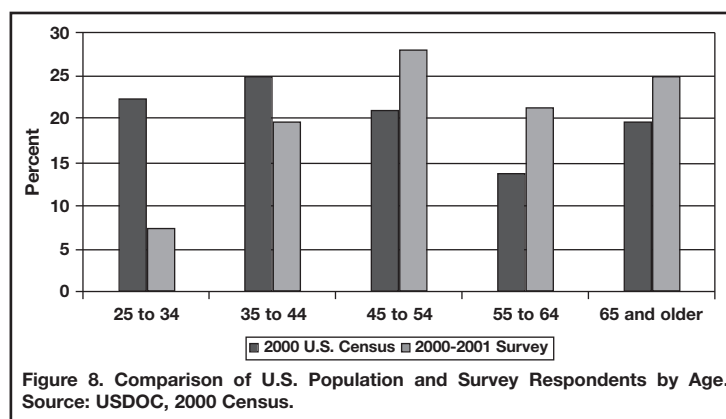 30
25
20
15
10
5
0
Percent
25 to 34 35 to 44 45 to 54 55 to 64 65 and older
2000 U.S. Census 2000-2001 Survey
Figure 8. Comparison of U.S. Population and Survey Respondents by Age.
Source: USDOC, 2000 Census.